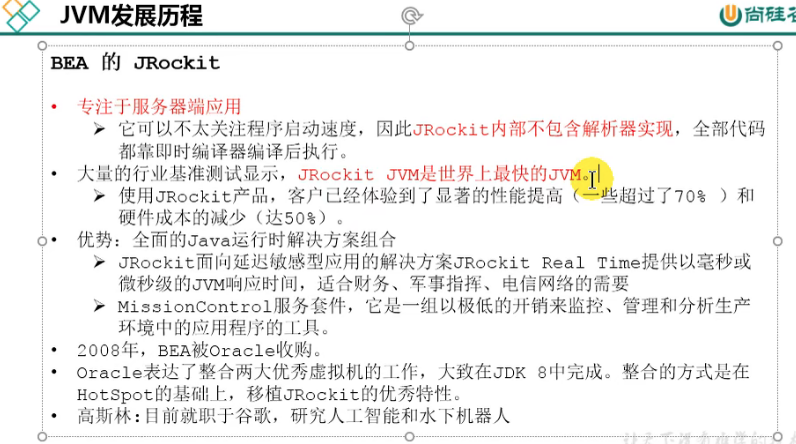 JVM发展历程
尚硅谷
BEA 的 JRockit
• 专注于服务器端应用
➢ 它可以不太关注程序启动速度，因此JRockit内部不包含解析器实现，全部代码
都靠即时编译器编译后执行。
• 大量的行业基准测试显示，JRockit JVM是世界上最快的JVM。
➢ 使用JRockit产品，客户已经体验到了显著的性能提高（一些超过了70% ）和
硬件成本的减少（达50%）。
• 优势：全面的Java运行时解决方案组合
➢ JRockit面向延迟敏感型应用的解决方案JRockit Real Time提供以毫秒或
微秒级的JVM响应时间，适合财务、军事指挥、电信网络的需要
➢ MissionControl服务套件，它是一组以极低的开销来监控、管理和分析生产
环境中的应用程序的工具。
• 2008年，BEA被Oracle收购。
• Oracle表达了整合两大优秀虚拟机的工作，大致在JDK 8中完成。整合的方式是在
HotSpot的基础上，移植JRockit的优秀特性。
• 高斯林：目前就职于谷歌，研究人工智能和水下机器人